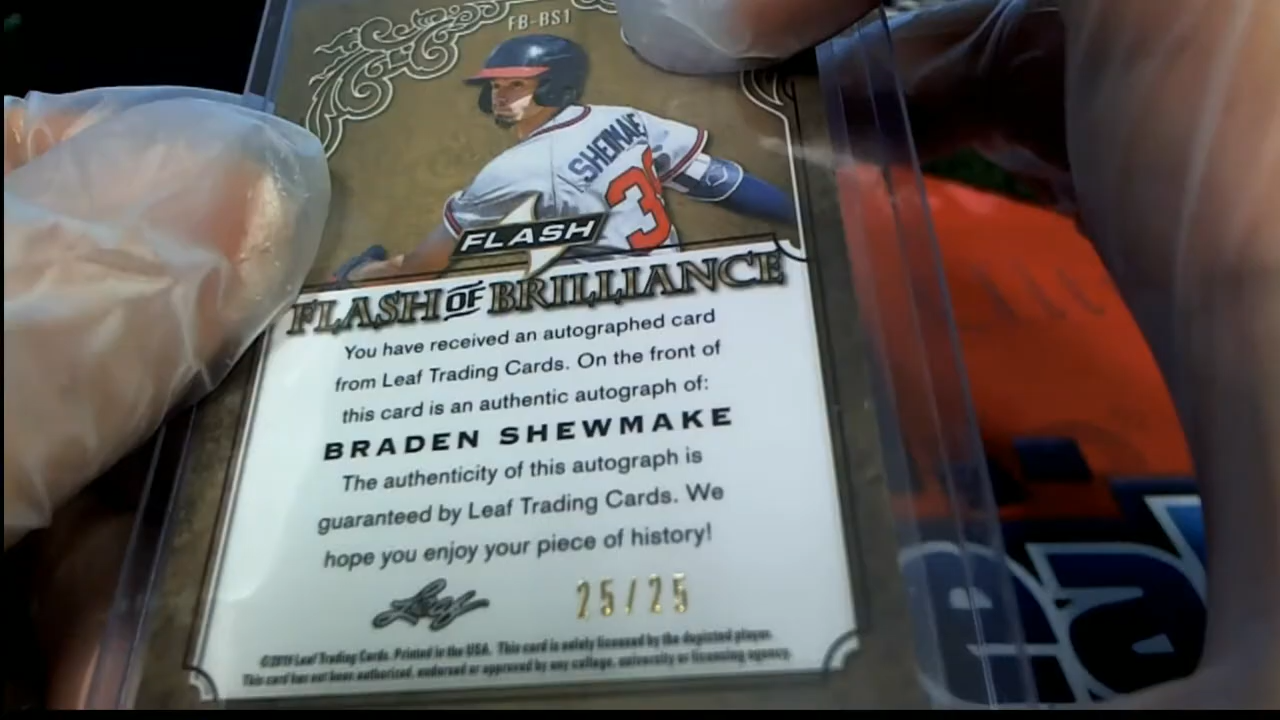 FB-BS1
SHEWMAKE
FLASH
FLASH OF BRILLIANCE
You have received an autographed card
from Leaf Trading Cards. On the front of
this card is an authentic autograph of:
BRADEN SHEWMAKE
The authenticity of this autograph is
guaranteed by Leaf Trading Cards. We
hope you enjoy your piece of history!
Leaf
25/25
©2019 Leaf Trading Cards. Printed in the USA. This card is solely licensed by the depicted player.
This card has not been authorized, endorsed or approved by any college, university or licensing agency.